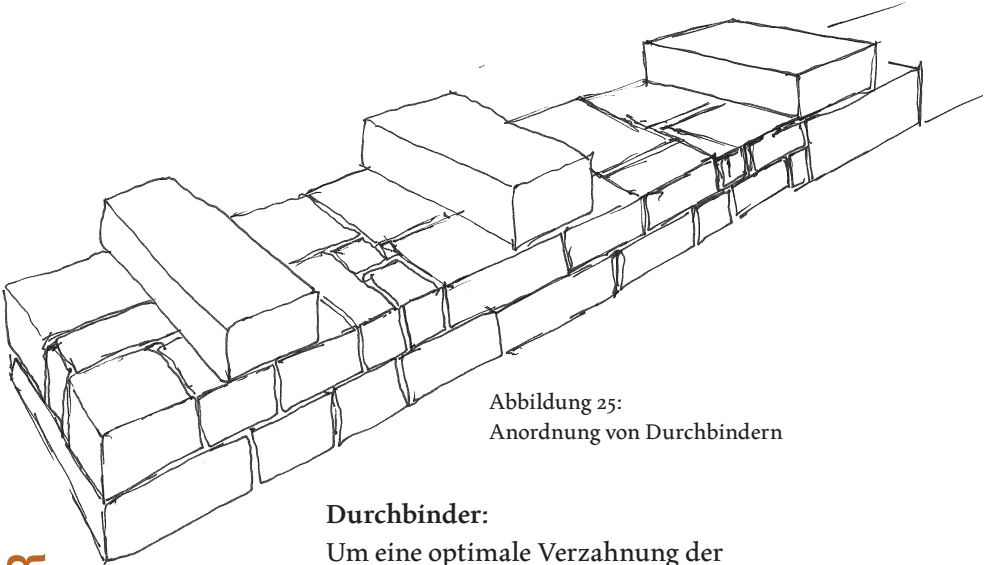 Abbildung 25:
Anordnung von Durchbindern
Durchbinder:
Um eine optimale Verzahnung der